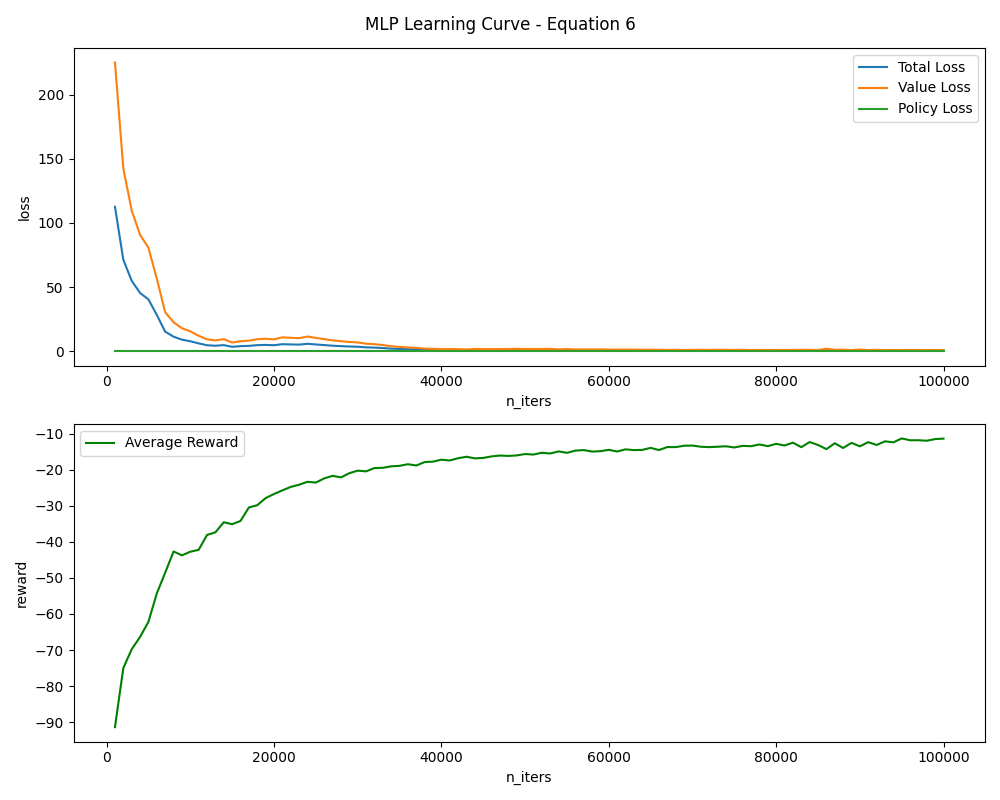 MLP Learning Curve - Equation 6
Total Loss
Value Loss
Policy Loss
200
150
100
50
0
loss
0 20000 40000 60000 80000 100000
n_iters
Average Reward
−10
−20
−30
−40
−50
−60
−70
−80
−90
reward
0 20000 40000 60000 80000 100000
n_iters